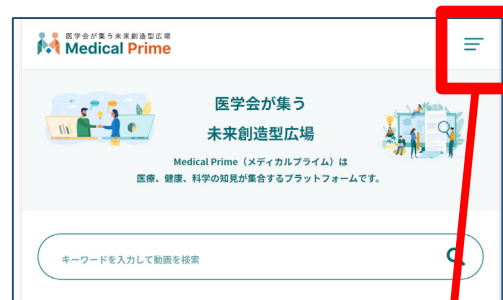 医学会が集う未来創造型広場
Medical Prime
医学会が集う
未来創造型広場
Medical Prime（メディカルプライム）は
医療、健康、科学の知見が集合するプラットフォームです。
キーワードを入力して動画を検索